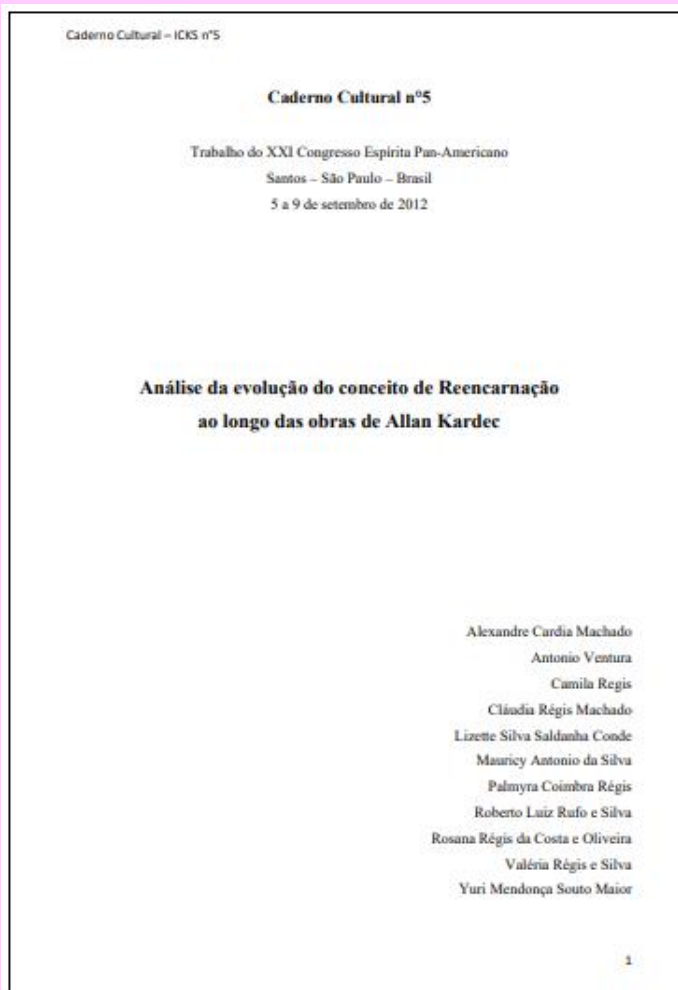 Caderno Cultural – ICKS n°5
Caderno Cultural n°5
Trabalho do XXI Congresso Espírita Pan-Americano
Santos – São Paulo – Brasil
5 a 9 de setembro de 2012
Análise da evolução do conceito de Reencarnação
ao longo das obras de Allan Kardec
Alexandre Cardia Machado
Antonio Ventura
Camila Regis
Cláudia Régis Machado
Lizette Silva Saldanha Conde
Mauricy Antonio da Silva
Palmyra Coimbra Régis
Roberto Luiz Rufo e Silva
Rosana Régis da Costa e Oliveira
Valéria Régis e Silva
Yuri Mendonça Souto Maior
1